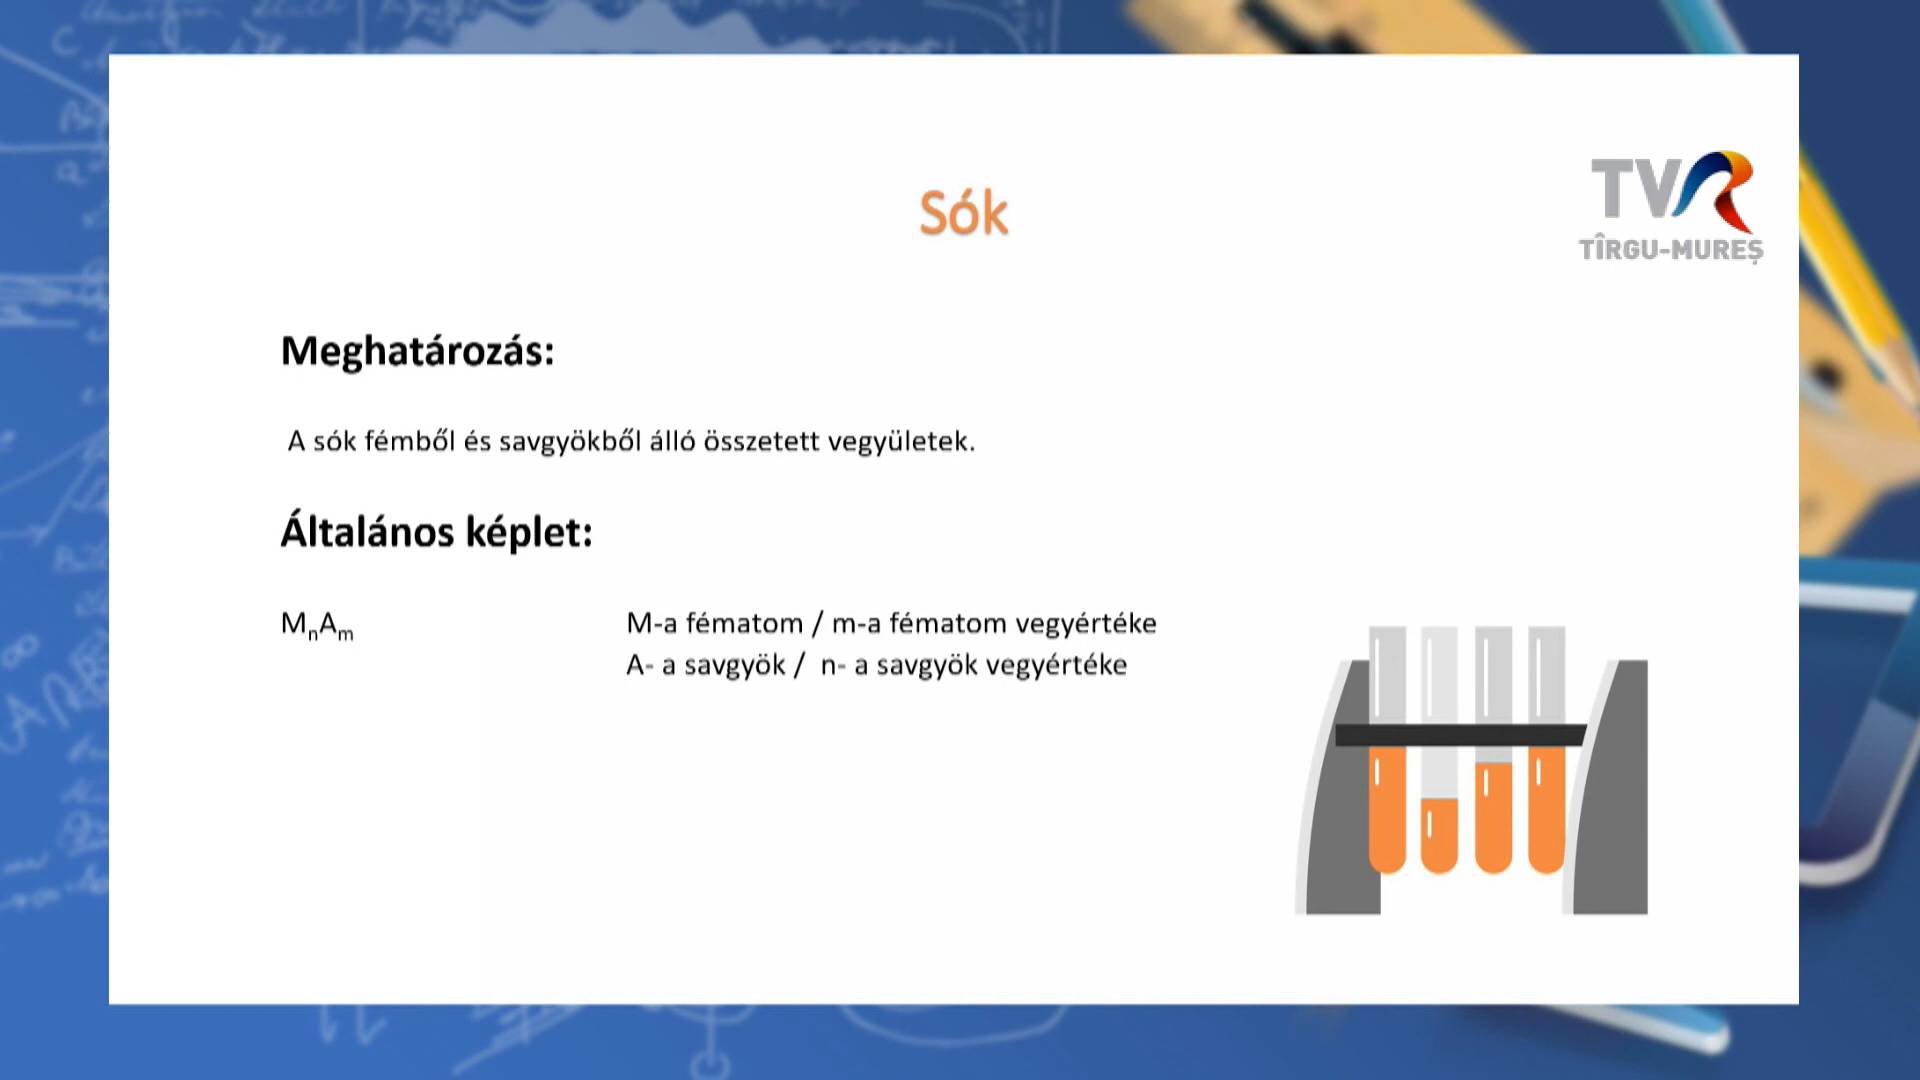 Sók
TVR
TÎRGU-MUREȘ
Meghatározás:
A sók fémből és savgyökből álló összetett vegyületek.
Általános képlet:
MnAm
M-a fématom / m-a fématom vegyértéke
A- a savgyök / n- a savgyök vegyértéke